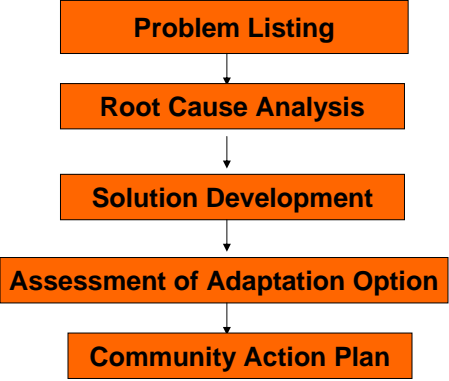 Problem Listing
Root Cause Analysis
Solution Development
Assessment of Adaptation Option
Community Action Plan